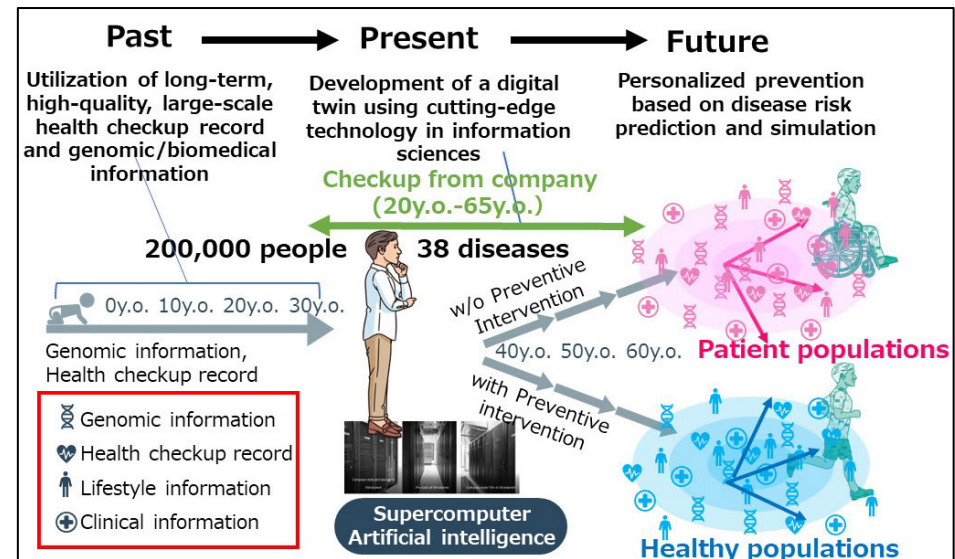 Past
Present
Future
Utilization of long-term,
high-quality, large-scale
health checkup record
and genomic/biomedical
information
Development of a digital
twin using cutting-edge
technology in information
sciences
Personalized prevention
based on disease risk
prediction and simulation
Checkup from company
(20y.o.-65y.o.)
200,000 people
38 diseases
0y.o. 10y.o. 20y.o. 30y.o.
Genomic information,
Health checkup record
w/o Preventive
Intervention
40y.o. 50y.o. 60y.o.
with Preventive
intervention
Patient populations
Genomic information
Health checkup record
Lifestyle information
Clinical information
Supercomputer
Artificial intelligence
Healthy populations